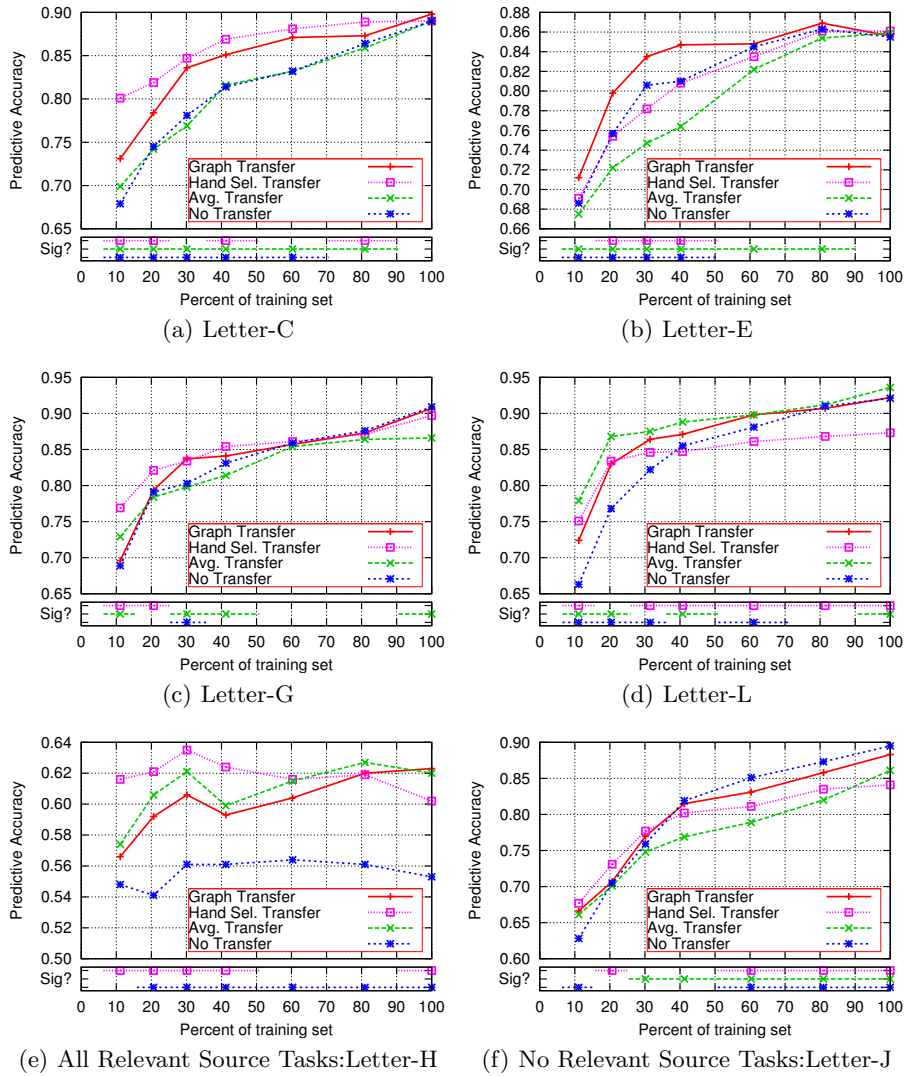 0.90
0.85
0.80
0.75
0.70
0.65
Predictive Accuracy
Graph Transfer
Hand Sel. Transfer
Avg. Transfer
No Transfer
Sig?
0 10 20 30 40 50 60 70 80 90 100
Percent of training set
(a) Letter-C
0.88
0.86
0.84
0.82
0.80
0.78
0.76
0.74
0.72
0.70
0.68
0.66
Predictive Accuracy
Graph Transfer
Hand Sel. Transfer
Avg. Transfer
No Transfer
Sig?
0 10 20 30 40 50 60 70 80 90 100
Percent of training set
(b) Letter-E
0.95
0.90
0.85
0.80
0.75
0.70
0.65
Predictive Accuracy
Graph Transfer
Hand Sel. Transfer
Avg. Transfer
No Transfer
Sig?
0 10 20 30 40 50 60 70 80 90 100
Percent of training set
(c) Letter-G
0.95
0.90
0.85
0.80
0.75
0.70
0.65
Predictive Accuracy
Graph Transfer
Hand Sel. Transfer
Avg. Transfer
No Transfer
Sig?
0 10 20 30 40 50 60 70 80 90 100
Percent of training set
(d) Letter-L
0.64
0.62
0.60
0.58
0.56
0.54
0.52
0.50
Predictive Accuracy
Graph Transfer
Hand Sel. Transfer
Avg. Transfer
No Transfer
Sig?
0 10 20 30 40 50 60 70 80 90 100
Percent of training set
(e) All Relevant Source Tasks:Letter-H
0.90
0.85
0.80
0.75
0.70
0.65
0.60
Predictive Accuracy
Graph Transfer
Hand Sel. Transfer
Avg. Transfer
No Transfer
Sig?
0 10 20 30 40 50 60 70 80 90 100
Percent of training set
(f) No Relevant Source Tasks:Letter-J